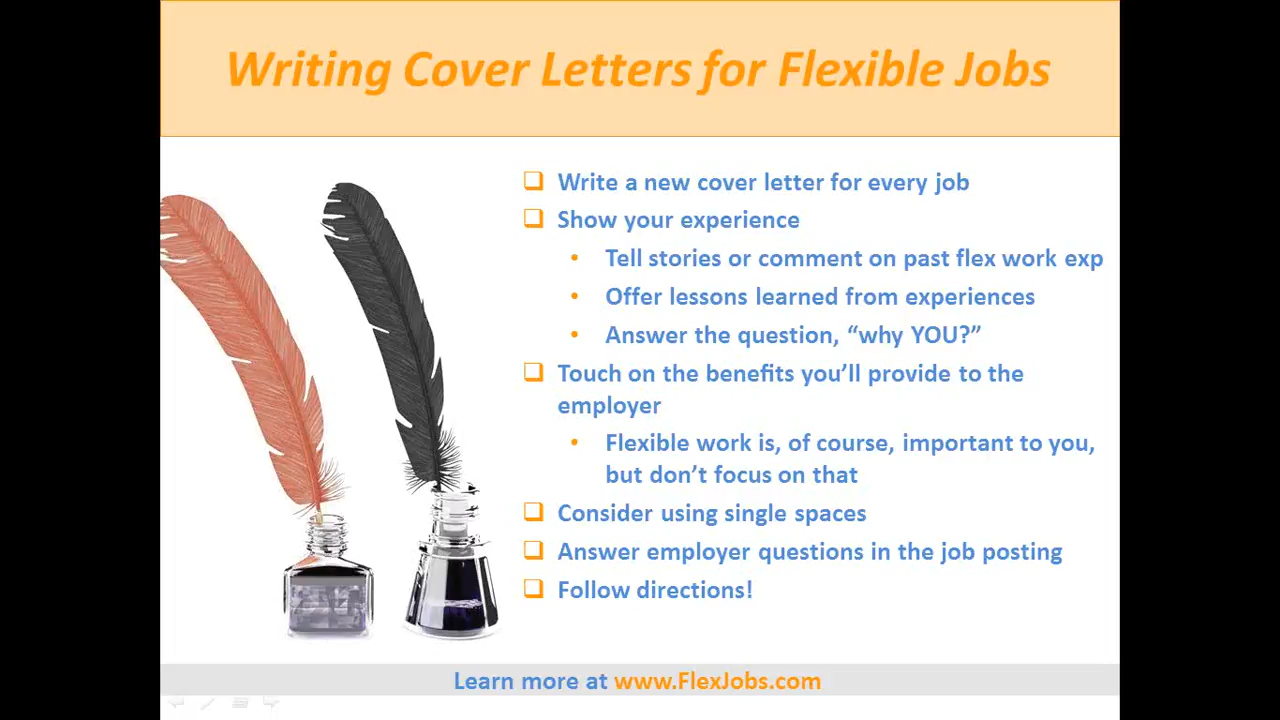 Writing Cover Letters for Flexible Jobs
Write a new cover letter for every job
Show your experience
Tell stories or comment on past flex work exp
Offer lessons learned from experiences
Answer the question, “why YOU?”
Touch on the benefits you’ll provide to the
employer
Flexible work is, of course, important to you,
but don’t focus on that
Consider using single spaces
Answer employer questions in the job posting
Follow directions!
Learn more at www.FlexJobs.com